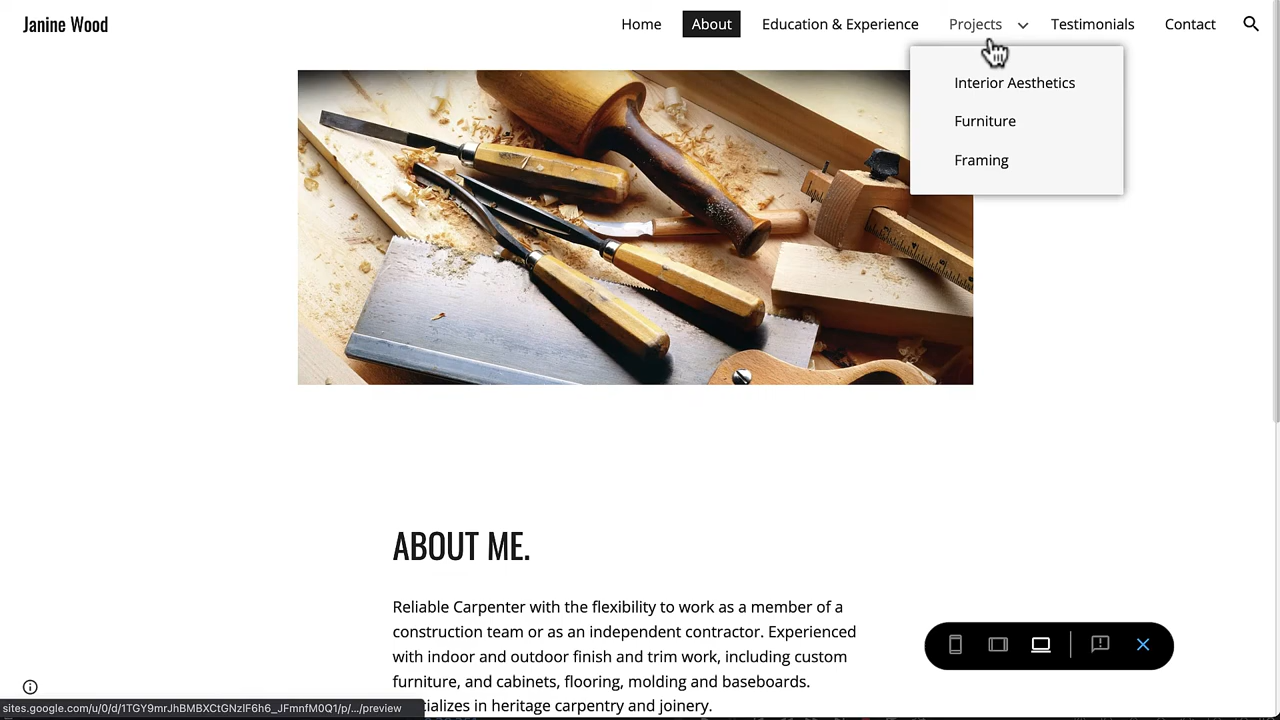 Janine Wood
Home
About
Education & Experience
Projects
Testimonials
Contact
Interior Aesthetics
Furniture
Framing
ABOUT ME.
Reliable Carpenter with the flexibility to work as a member of a
construction team or as an independent contractor. Experienced
with indoor and outdoor finish and trim work, including custom
furniture, and cabinets, flooring, molding and baseboards.
cializes in heritage carpentry and joinery.
sites.google.com/u/0/d/1TGY9mrJhBMBXCtGNzIF6h6_JFmnfM0Q1/p/.../preview